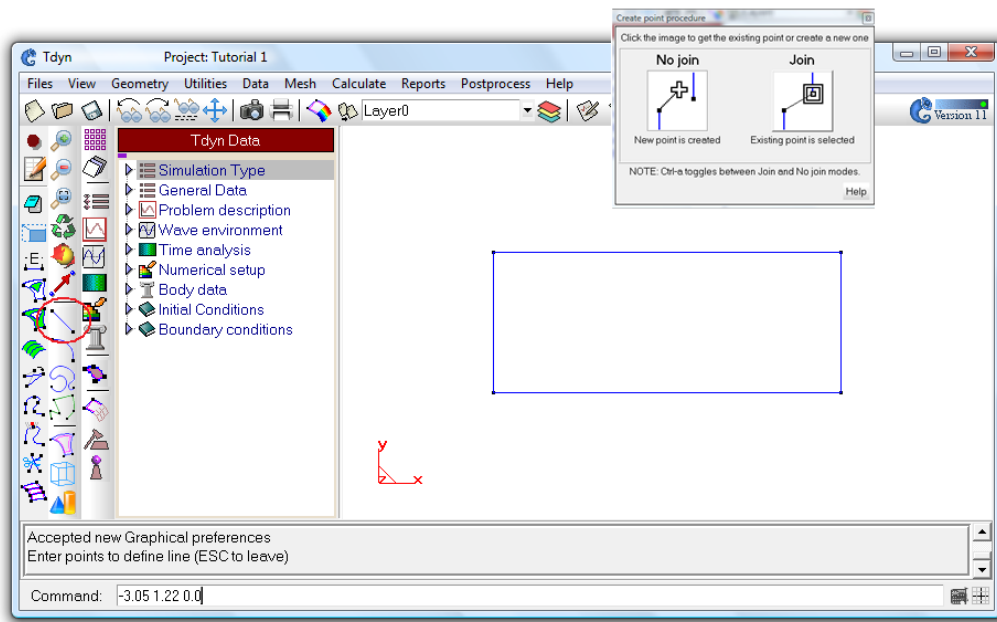 Create point procedure
Click the image to get the existing point or create a new one
No join
Join
New point is created
Existing point is selected
NOTE: Ctrl-a toggles between Join and No join modes.
Help
Tdyn
Project: Tutorial 1
Files View Geometry Utilities Data Mesh Calculate Reports Postprocess Help
Layer0
Version 11
Tdyn Data
Simulation Type
General Data
Problem description
Wave environment
Time analysis
Numerical setup
Body data
Initial Conditions
Boundary conditions
:E:
y
z
x
Accepted new Graphical preferences
Enter points to define line (ESC to leave)
Command: -3.05 1.22 0.0